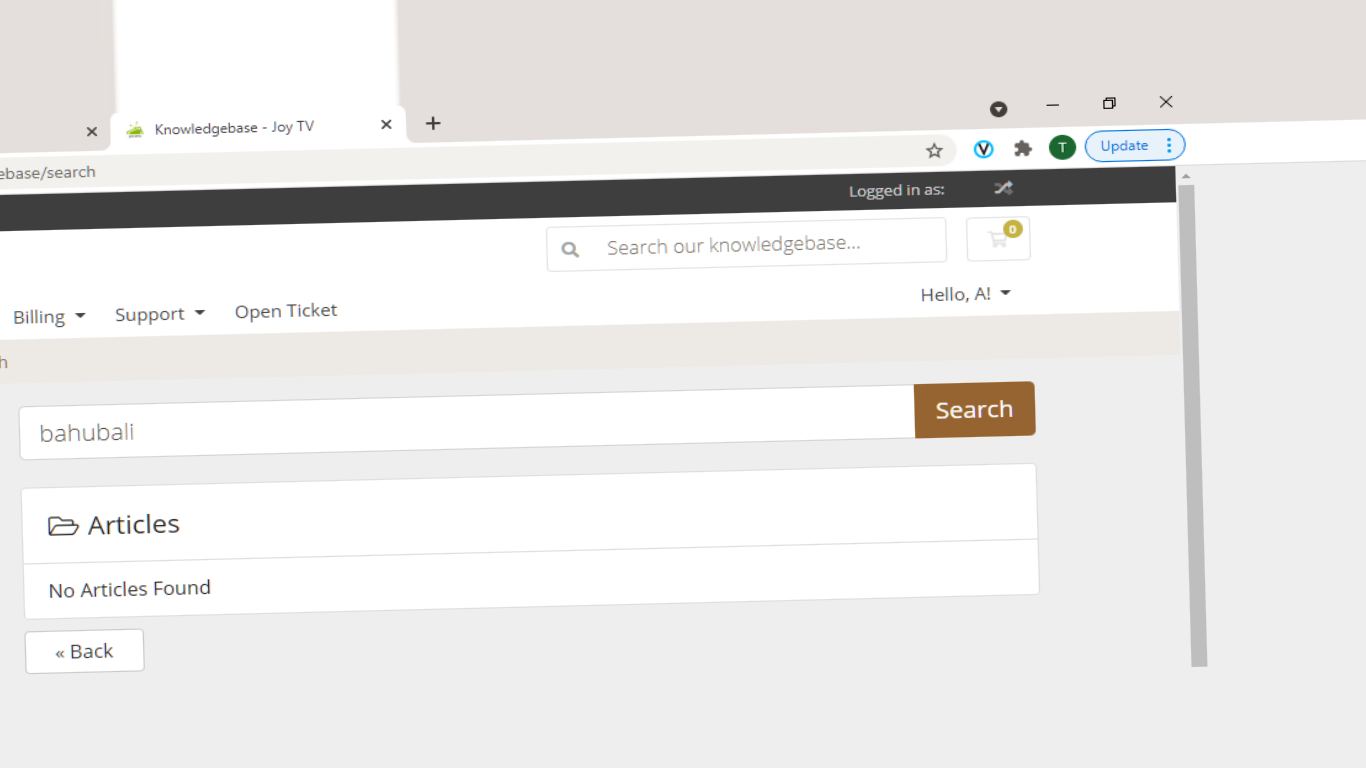 Knowledgebase - Joy TV
ebase/search
T
Update
Logged in as:
Search our knowledgebase...
0
Billing
Support
Open Ticket
Hello, A!
h
bahubali
Search
Articles
No Articles Found
« Back